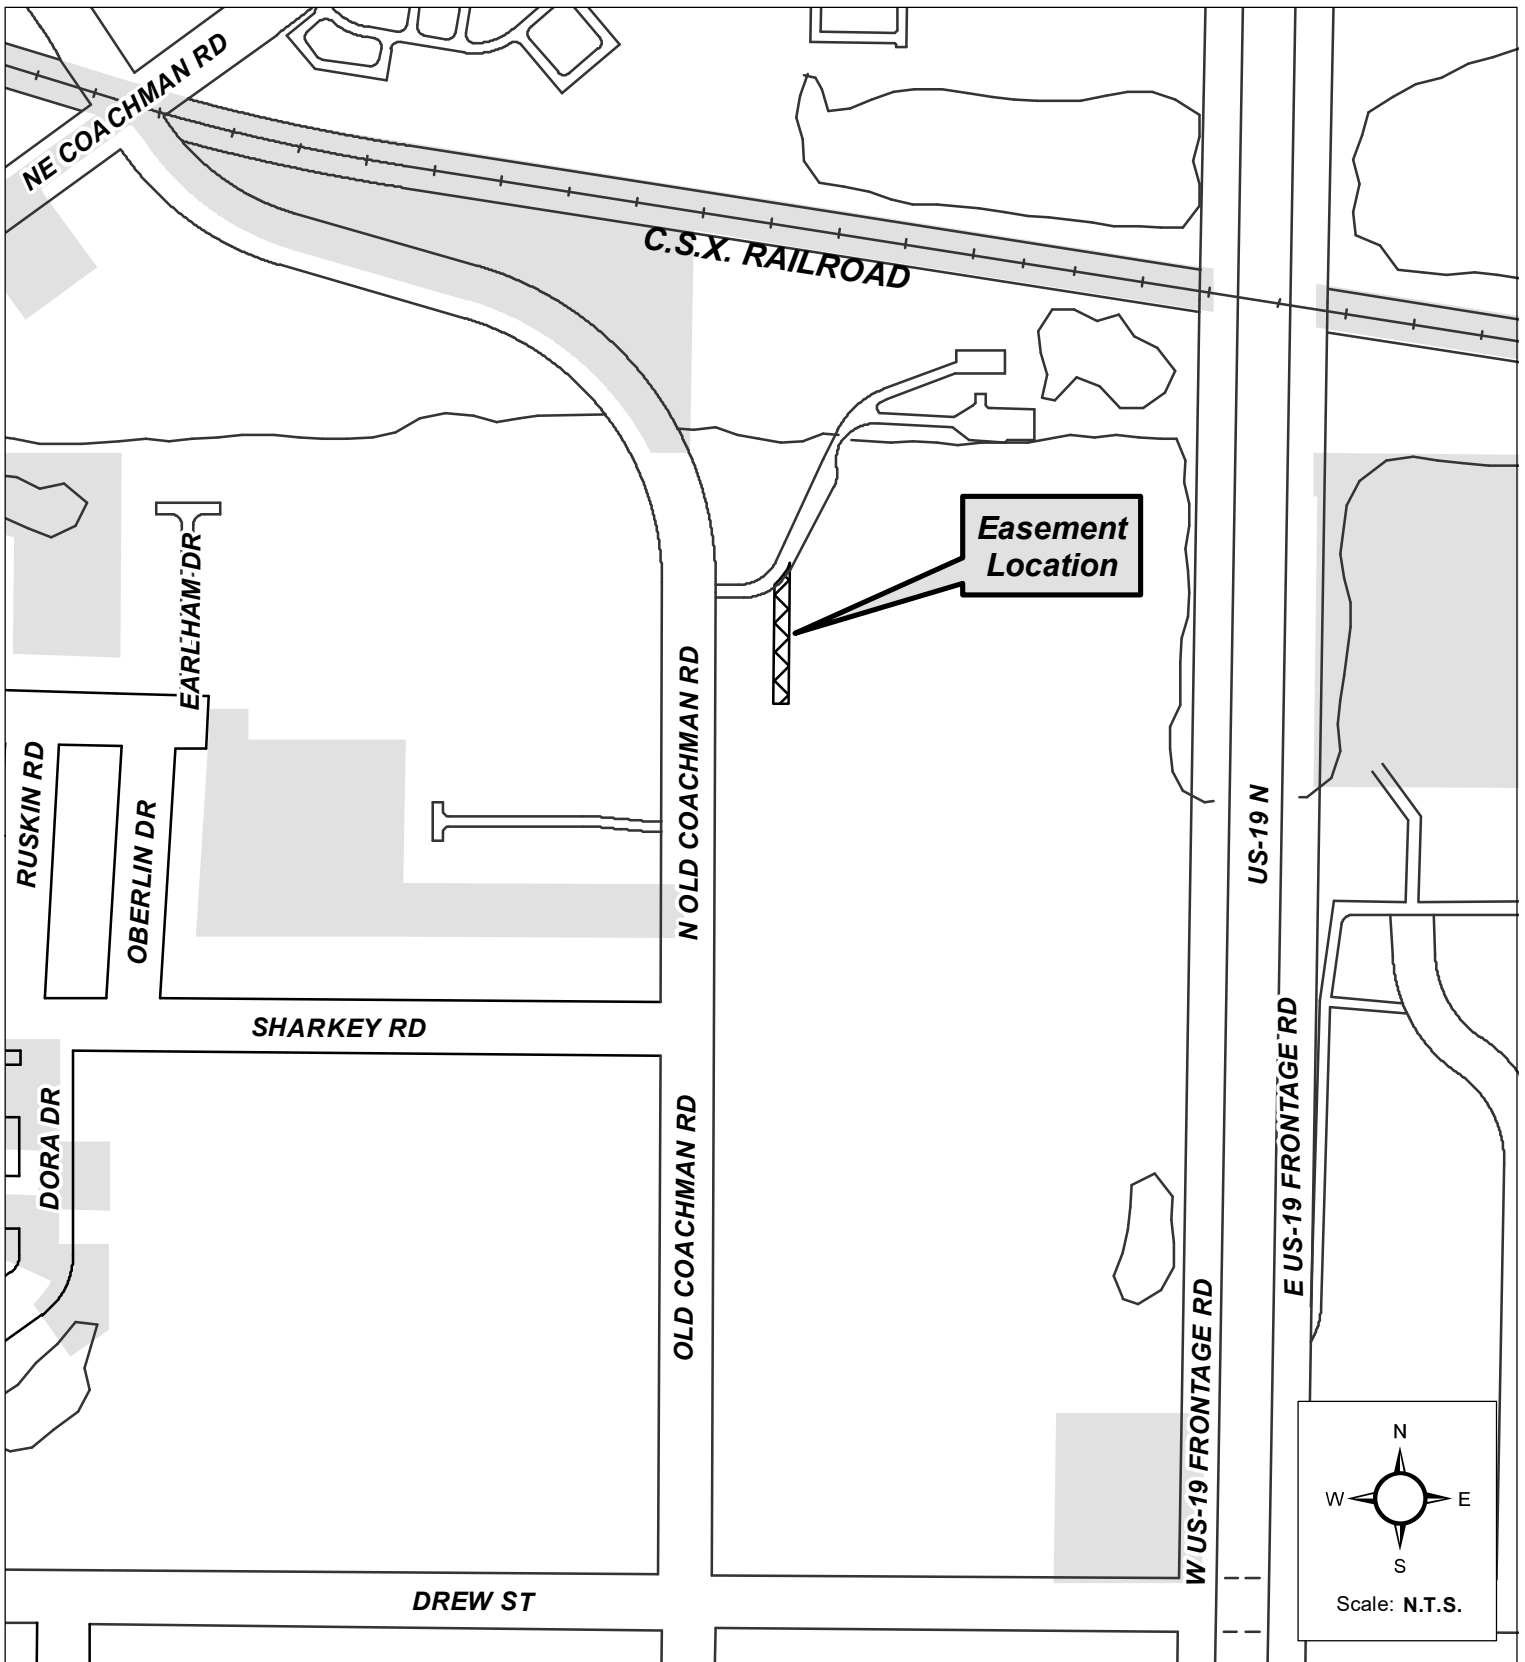 NE COACHMAN RD
C.S.X. RAILROAD
Easement
Location
EARLHAM DR
N OLD COACHMAN RD
RUSKIN RD
OBERLIN DR
US-19 N
SHARKEY RD
E US-19 FRONTAGE RD
DORA DR
OLD COACHMAN RD
W US-19 FRONTAGE RD
N
W E
S
Scale: N.T.S.
DREW ST